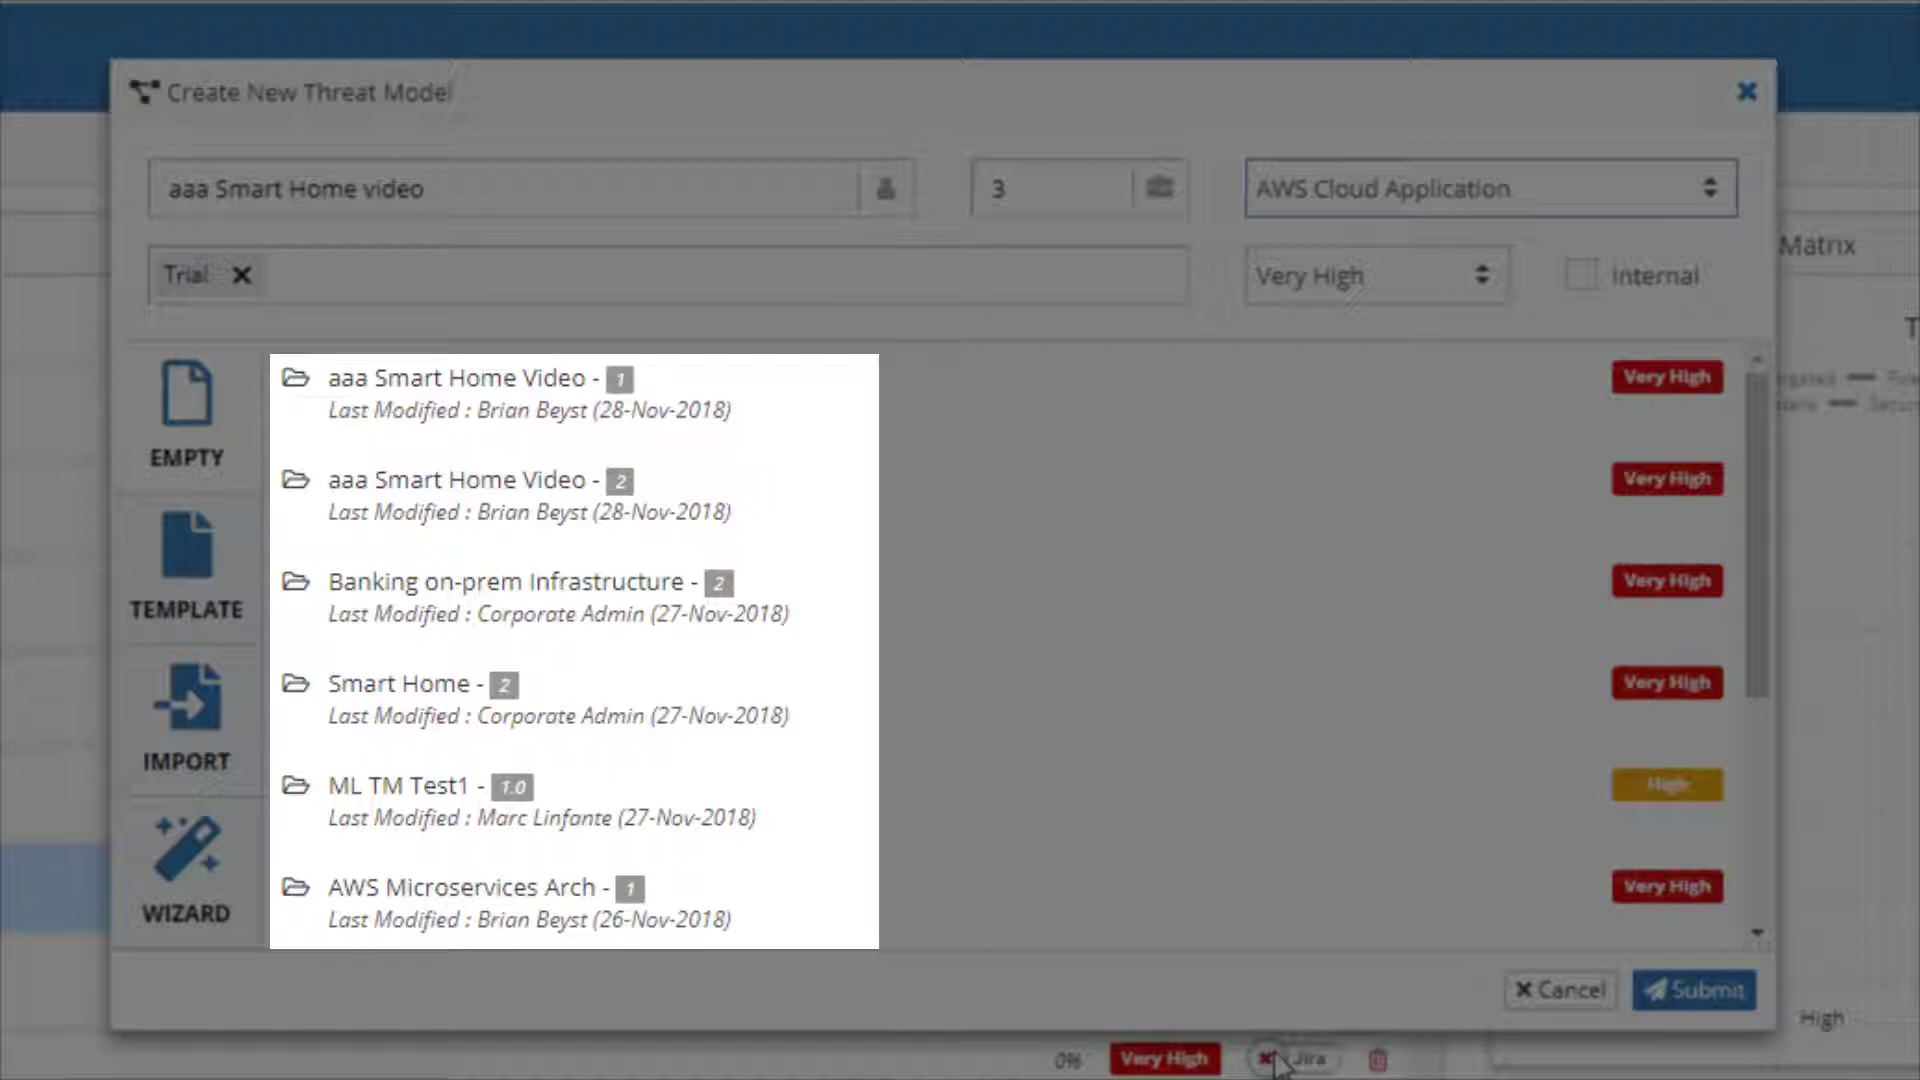 Create New Threat Model
aaa Smart Home video
3
AWS Cloud Application
Trial
Very High
Internal
Matrix
EMPTY
TEMPLATE
IMPORT
WIZARD
aaa Smart Home Video - 1
Last Modified : Brian Beyst (28-Nov-2018)
Very High
aaa Smart Home Video - 2
Last Modified : Brian Beyst (28-Nov-2018)
Very High
Banking on-prem Infrastructure - 2
Last Modified : Corporate Admin (27-Nov-2018)
Very High
Smart Home - 2
Last Modified : Corporate Admin (27-Nov-2018)
Very High
ML TM Test1 - 1.0
Last Modified : Marc Linfante (27-Nov-2018)
High
AWS Microservices Arch - 1
Last Modified : Brian Beyst (26-Nov-2018)
Very High
Cancel
Submit
High
0%
Very High
Jira